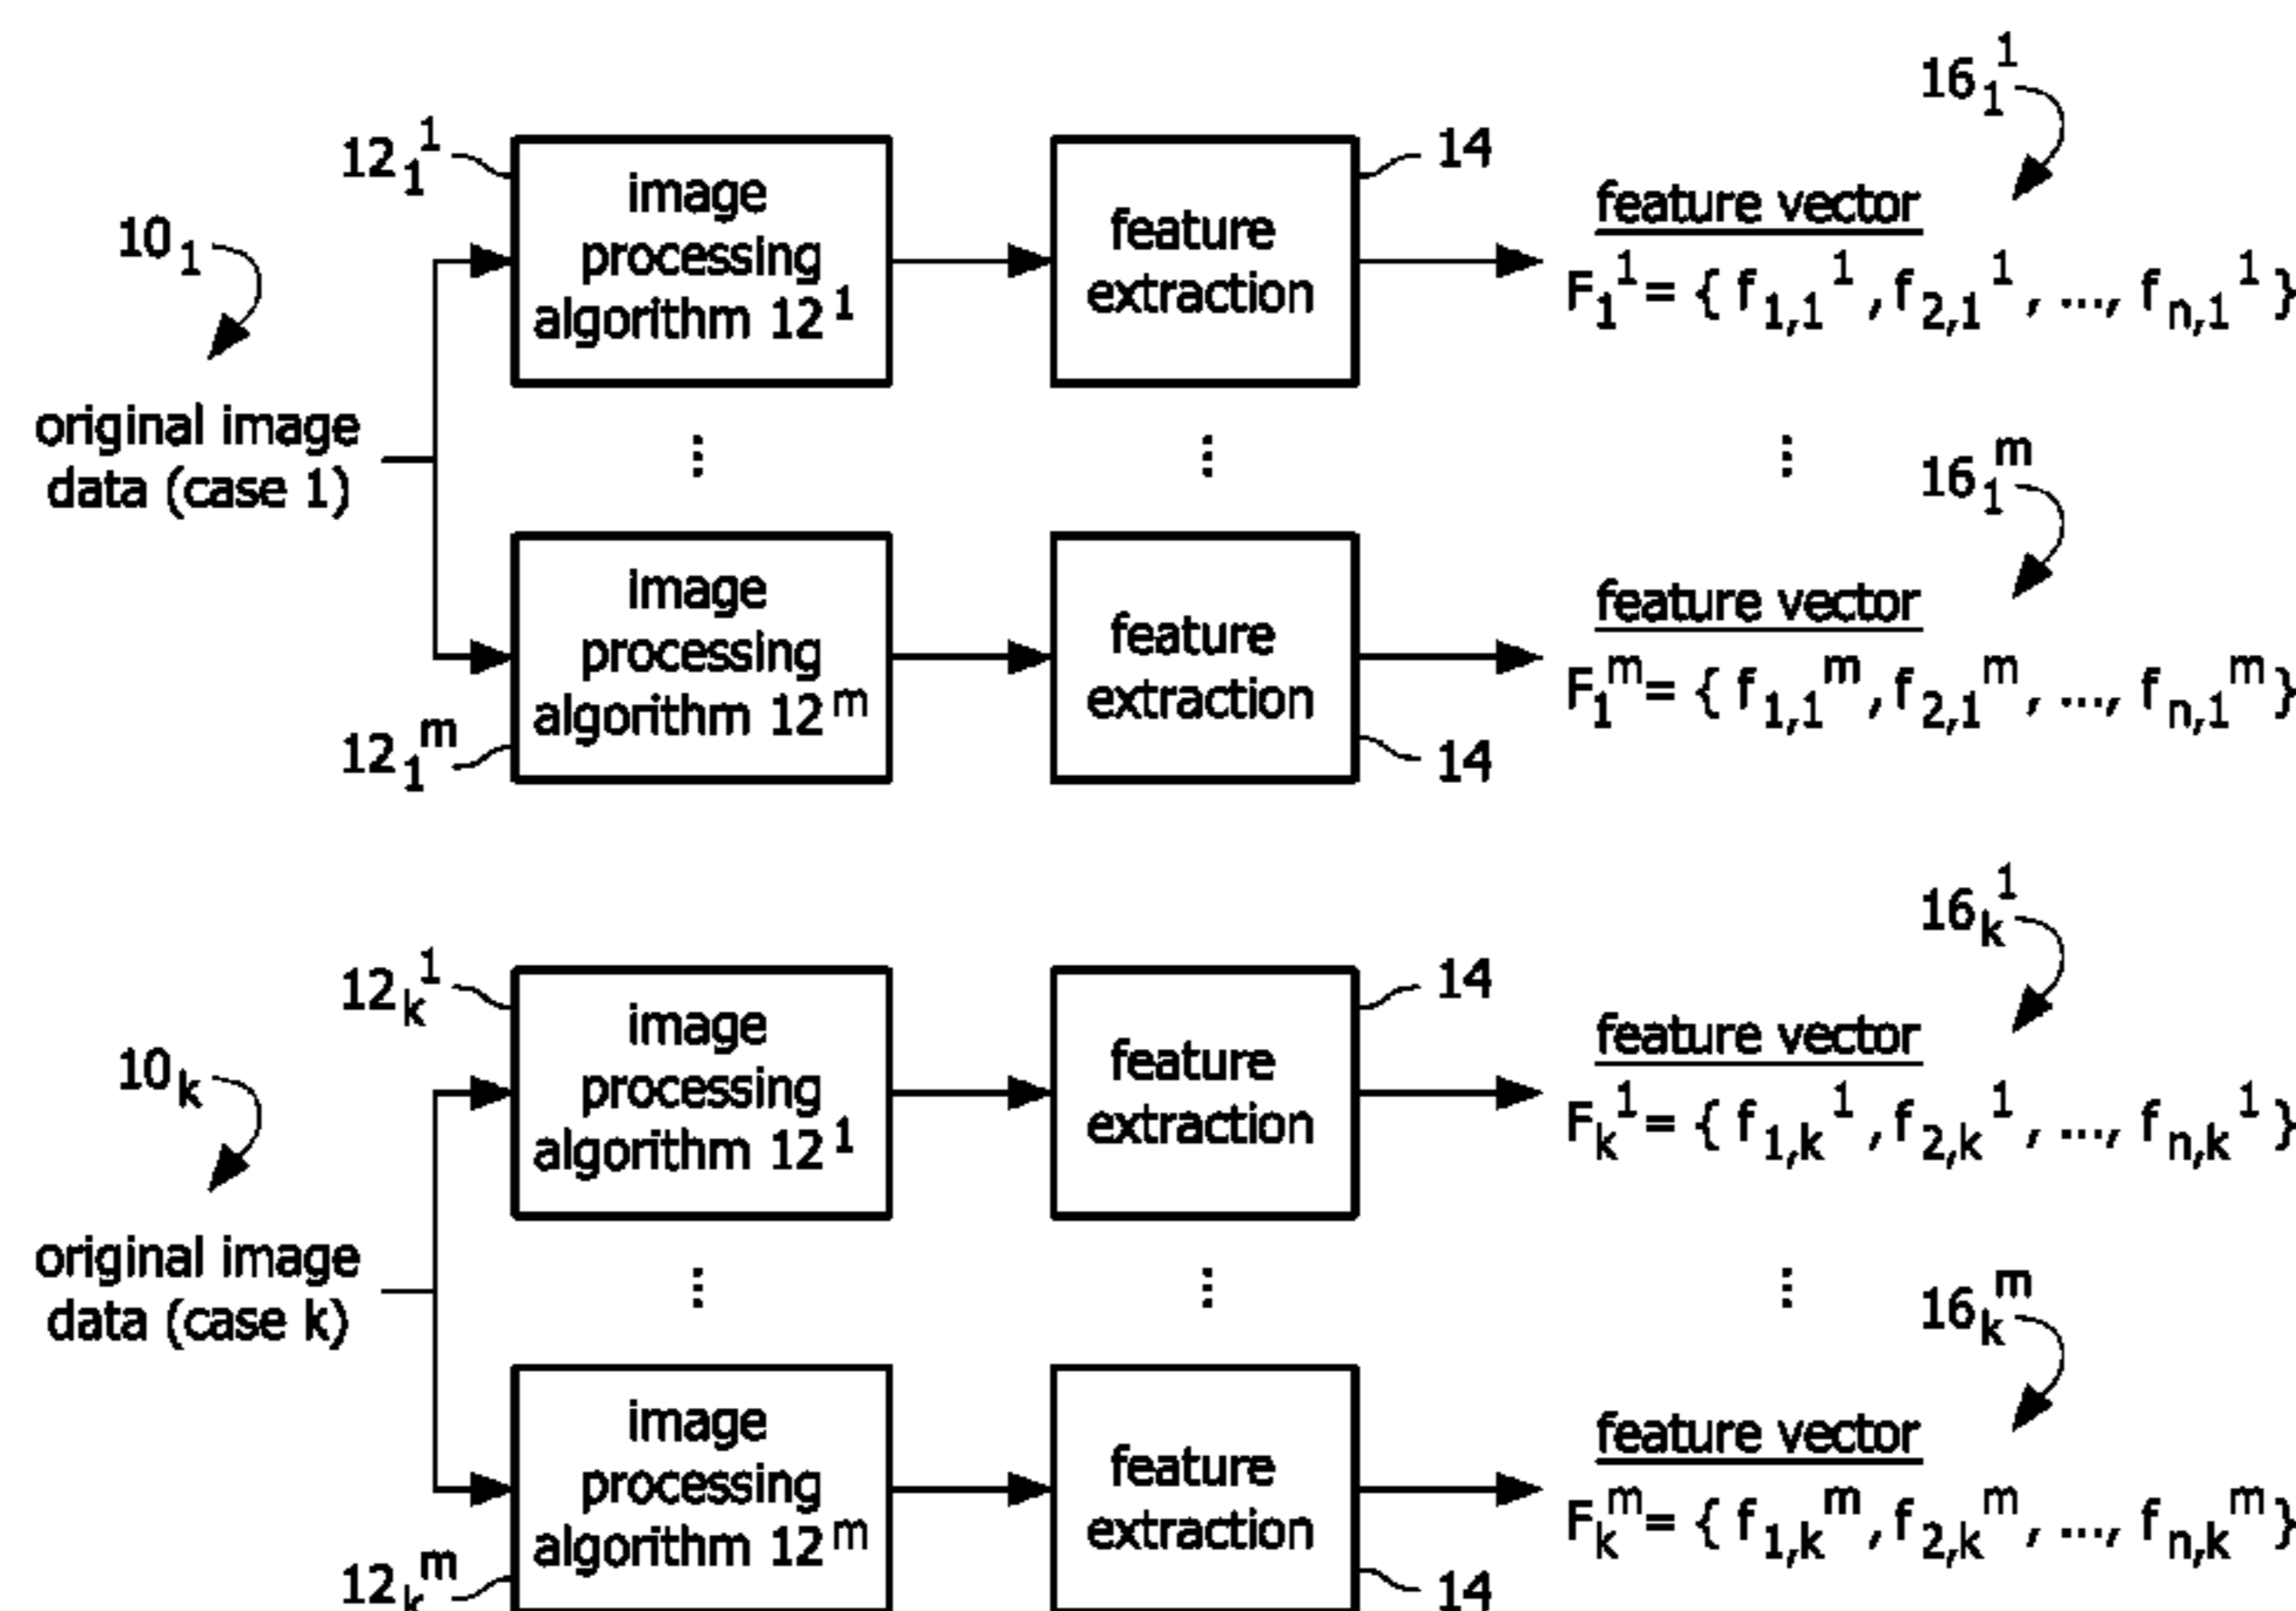 16₁¹
12₁¹
image
processing
algorithm 12¹
14
feature
extraction
feature vector
F₁¹ = { f₁,₁¹, f₂,₁¹, ..., fₙ,₁¹ }
10₁
original image
data (case 1)
⋮ ⋮ ⋮
16₁ᵐ
image
processing
algorithm 12ᵐ
12₁ᵐ
feature
extraction
14
feature vector
F₁ᵐ = { f₁,₁ᵐ, f₂,₁ᵐ, ..., fₙ,₁ᵐ }
16ₖ¹
12ₖ¹
image
processing
algorithm 12¹
14
feature
extraction
feature vector
Fₖ¹ = { f₁,ₖ¹, f₂,ₖ¹, ..., fₙ,ₖ¹ }
10ₖ
original image
data (case k)
⋮ ⋮ ⋮
16ₖᵐ
image
processing
algorithm 12ᵐ
12ₖᵐ
feature
extraction
14
feature vector
Fₖᵐ = { f₁,ₖᵐ, f₂,ₖᵐ, ..., fₙ,ₖᵐ }